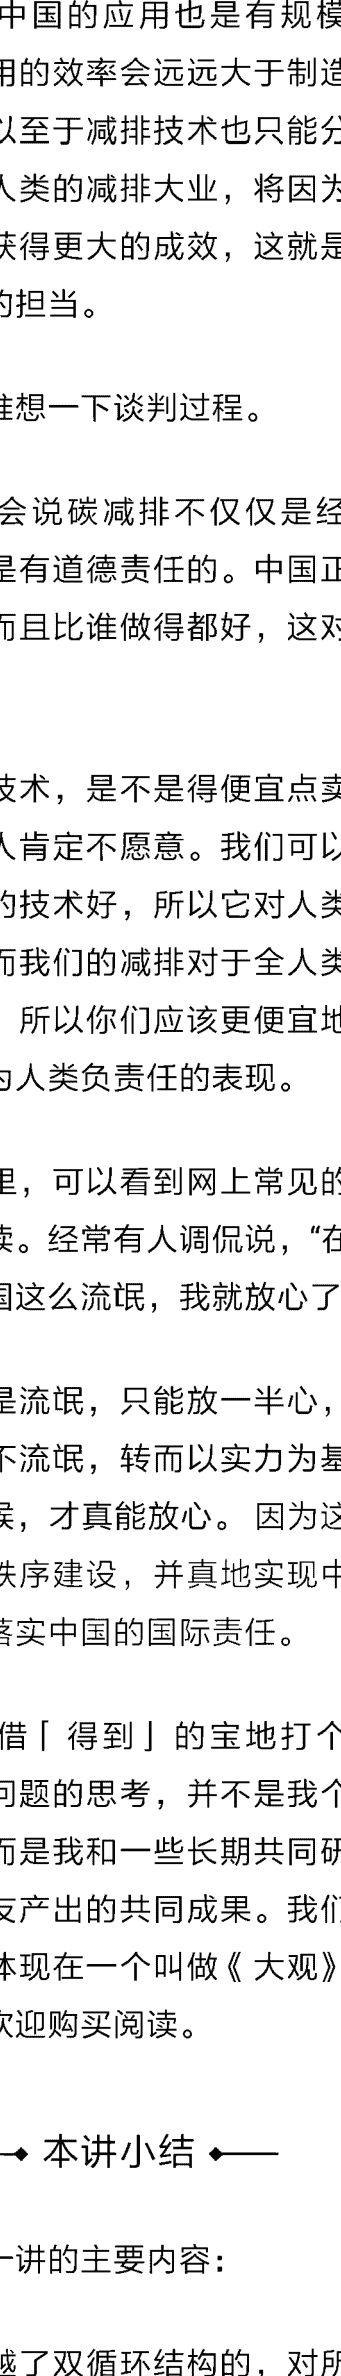 中国的应用也是有规模
用的效率会远远大于制造
以至于减排技术也只能分
人类的减排大业，将因为
获得更大的成效，这就是
的担当。
想一下谈判过程。
会说碳减排不仅仅是经
是有道德责任的。中国正
而且比谁做得都好，这对
技术，是不是得便宜点卖
人肯定不愿意。我们可以
的技术好，所以它对人类
而我们的减排对于全人类
所以你们应该更便宜地
为人类负责任的表现。
里，可以看到网上常见的
读。经常有人调侃说，“在
国这么流氓，我就放心了
是流氓，只能放一半心，
不流氓，转而以实力为基
候，才真能放心。因为这
秩序建设，并真地实现中
落实中国的国际责任。
借「得到」的宝地打个
问题的思考，并不是我个
而是我和一些长期共同研
友产出的共同成果。我们
体现在一个叫做《大观》
欢迎购买阅读。
本讲小结
一讲的主要内容：
越了双循环结构的，对所